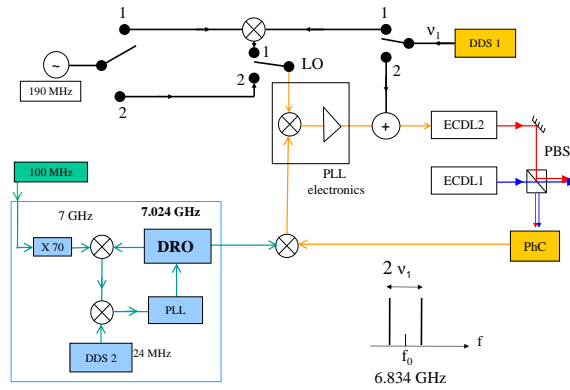 1
1
ν₁
DDS 1
1
LO
2
~
190 MHz
2
2
+
ECDL2
PBS
PLL
electronics
ECDL1
100 MHz
7 GHz
7.024 GHz
X 70
DRO
PhC
2 ν₁
PLL
DDS 2
24 MHz
f
f₀
6.834 GHz